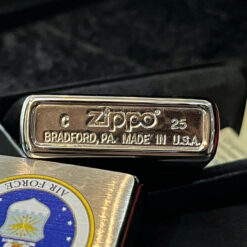 C Zippo 25
BRADFORD, PA. MADE IN U.S.A.
AIR FORCE